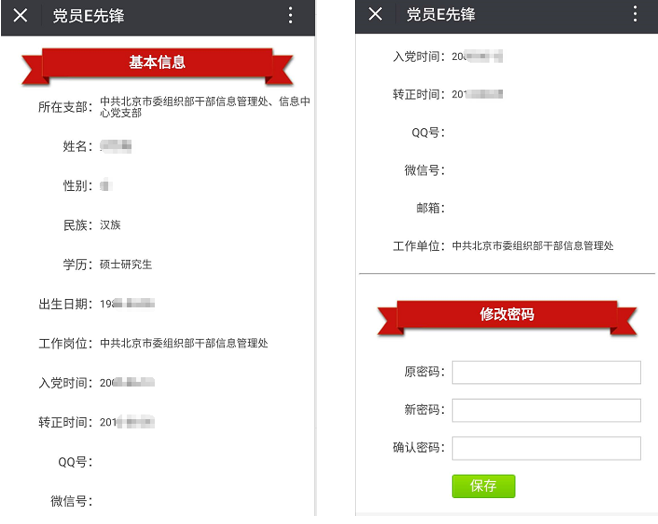 党员E先锋
基本信息
所在支部：中共北京市委组织部干部信息管理处、信息中
心党支部
姓名：
性别：
民族：汉族
学历：硕士研究生
出生日期：19
工作岗位：中共北京市委组织部干部信息管理处
入党时间：200
转正时间：201
QQ号：
微信号：
党员E先锋
入党时间：20
转正时间：201
QQ号：
微信号：
邮箱：
工作单位：中共北京市委组织部干部信息管理处
修改密码
原密码：
新密码：
确认密码：
保存